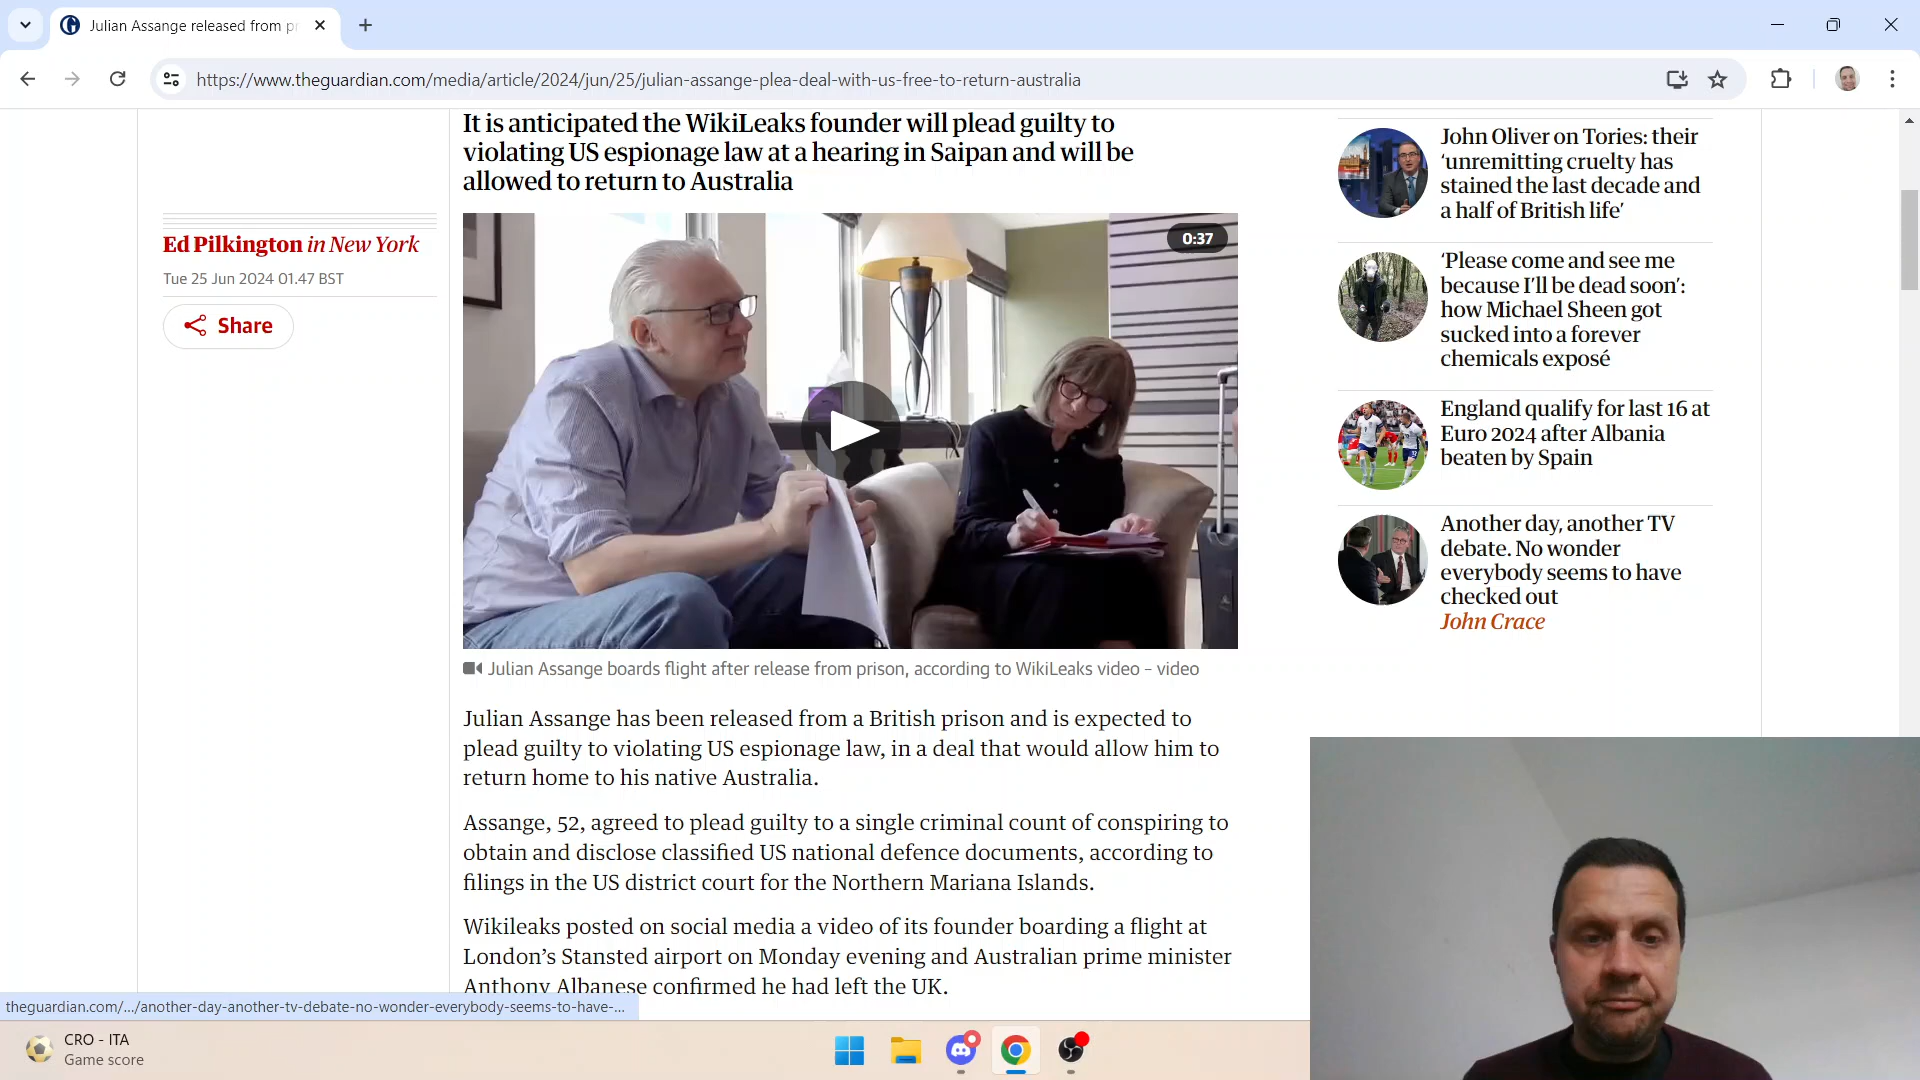 Julian Assange released from pr
https://www.theguardian.com/media/article/2024/jun/25/julian-assange-plea-deal-with-us-free-to-return-australia
It is anticipated the WikiLeaks founder will plead guilty to
violating US espionage law at a hearing in Saipan and will be
allowed to return to Australia
Ed Pilkington in New York
Tue 25 Jun 2024 01.47 BST
Share
0:37
Julian Assange boards flight after release from prison, according to WikiLeaks video – video
Julian Assange has been released from a British prison and is expected to
plead guilty to violating US espionage law, in a deal that would allow him to
return home to his native Australia.
Assange, 52, agreed to plead guilty to a single criminal count of conspiring to
obtain and disclose classified US national defence documents, according to
filings in the US district court for the Northern Mariana Islands.
Wikileaks posted on social media a video of its founder boarding a flight at
London’s Stansted airport on Monday evening and Australian prime minister
Anthony Albanese confirmed he had left the UK.
John Oliver on Tories: their
‘unremitting cruelty has
stained the last decade and
a half of British life’
‘Please come and see me
because I’ll be dead soon’:
how Michael Sheen got
sucked into a forever
chemicals exposé
England qualify for last 16 at
Euro 2024 after Albania
beaten by Spain
Another day, another TV
debate. No wonder
everybody seems to have
checked out
John Crace
theguardian.com/.../another-day-another-tv-debate-no-wonder-everybody-seems-to-have-...
CRO - ITA
Game score